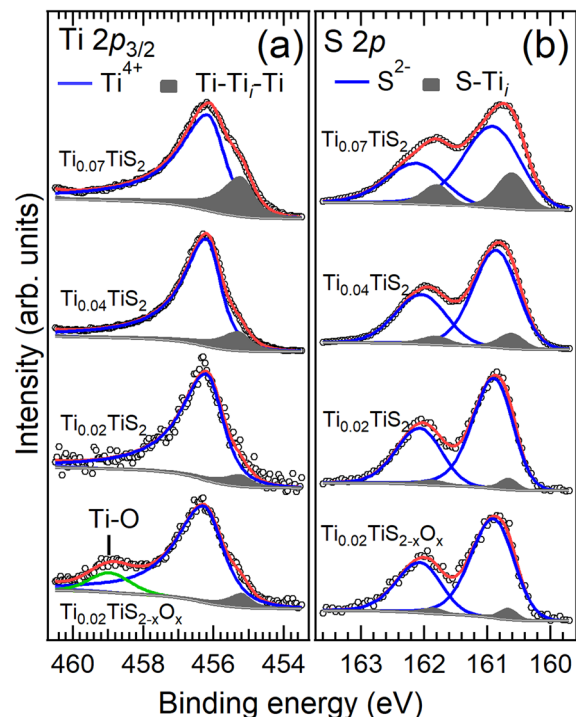 Ti 2p₃/₂ (a)
Ti⁴⁺ Ti-Tiᵢ-Ti
Ti₀.₀₇TiS₂
Ti₀.₀₄TiS₂
Ti₀.₀₂TiS₂
Ti-O
Ti₀.₀₂TiS₂₋ₓOₓ
460 458 456 454
S 2p (b)
S²⁻ S-Tiᵢ
Ti₀.₀₇TiS₂
Ti₀.₀₄TiS₂
Ti₀.₀₂TiS₂
Ti₀.₀₂TiS₂₋ₓOₓ
163 162 161 160
Intensity (arb. units)
Binding energy (eV)